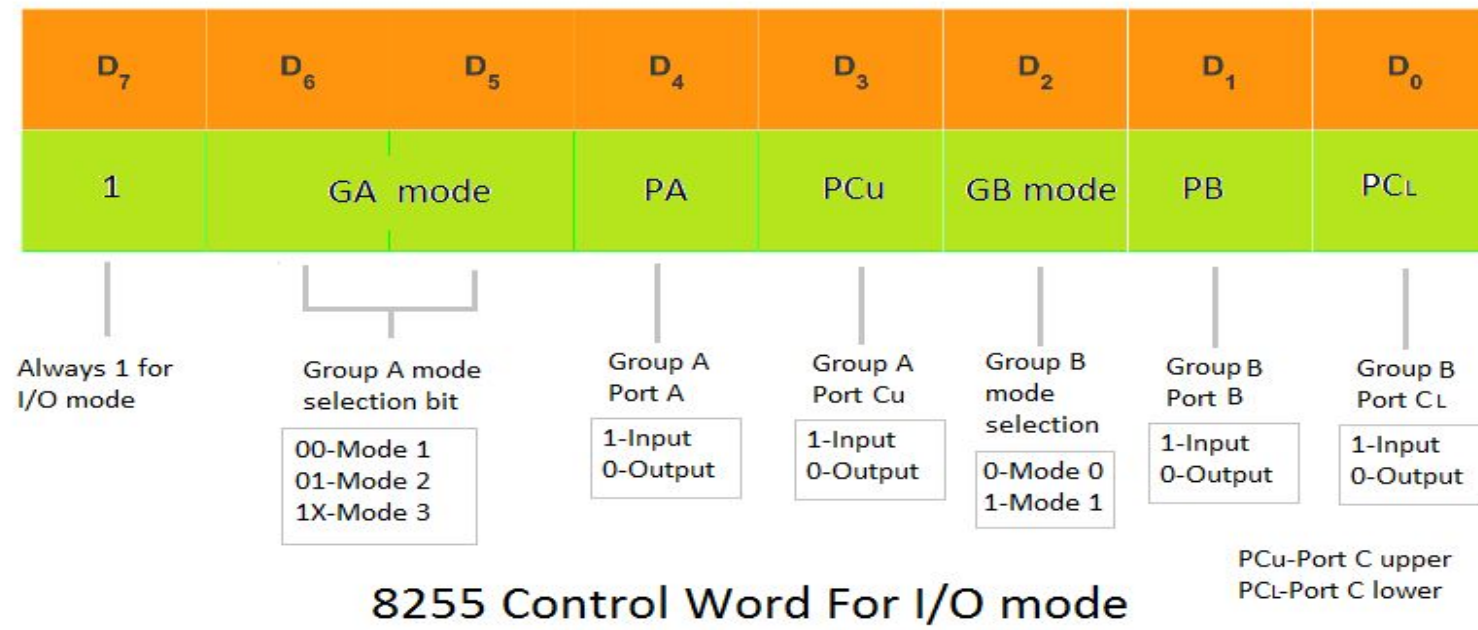 D7 D6 D5 D4 D3 D2 D1 D0
1 GA mode PA PCu GB mode PB PCL
Always 1 for
I/O mode
Group A mode
selection bit
00-Mode 1
01-Mode 2
1X-Mode 3
Group A
Port A
1-Input
0-Output
Group A
Port Cu
1-Input
0-Output
Group B
mode
selection
0-Mode 0
1-Mode 1
Group B
Port B
1-Input
0-Output
Group B
Port CL
1-Input
0-Output
PCu-Port C upper
PCL-Port C lower
8255 Control Word For I/O mode